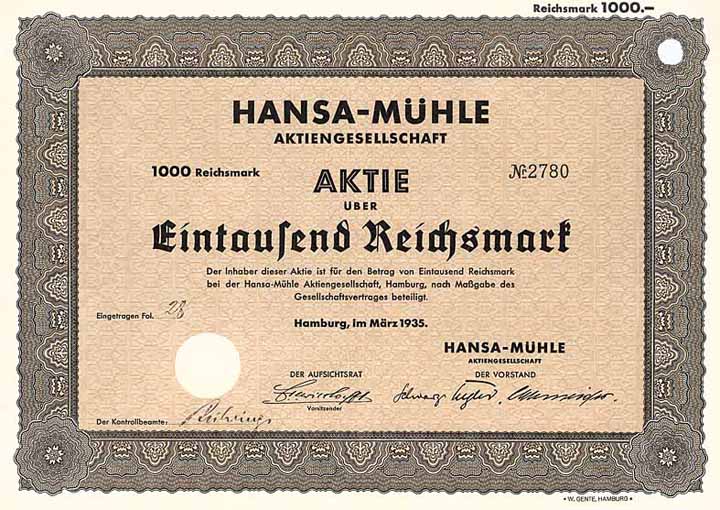 Reichsmark 1000.–
HANSA-MÜHLE
AKTIENGESELLSCHAFT
1000 Reichsmark AKTIE №2780
ÜBER
Eintausend Reichsmark
Der Inhaber dieser Aktie ist für den Betrag von Eintausend Reichsmark
bei der Hansa-Mühle Aktiengesellschaft, Hamburg, nach Maßgabe des
Gesellschaftsvertrages beteiligt.
Eingetragen Fol. 28
Hamburg, im März 1935.
HANSA-MÜHLE
AKTIENGESELLSCHAFT
DER AUFSICHTSRAT DER VORSTAND
Vorsitzender
Der Kontrollbeamte:
• W. GENTE, HAMBURG •